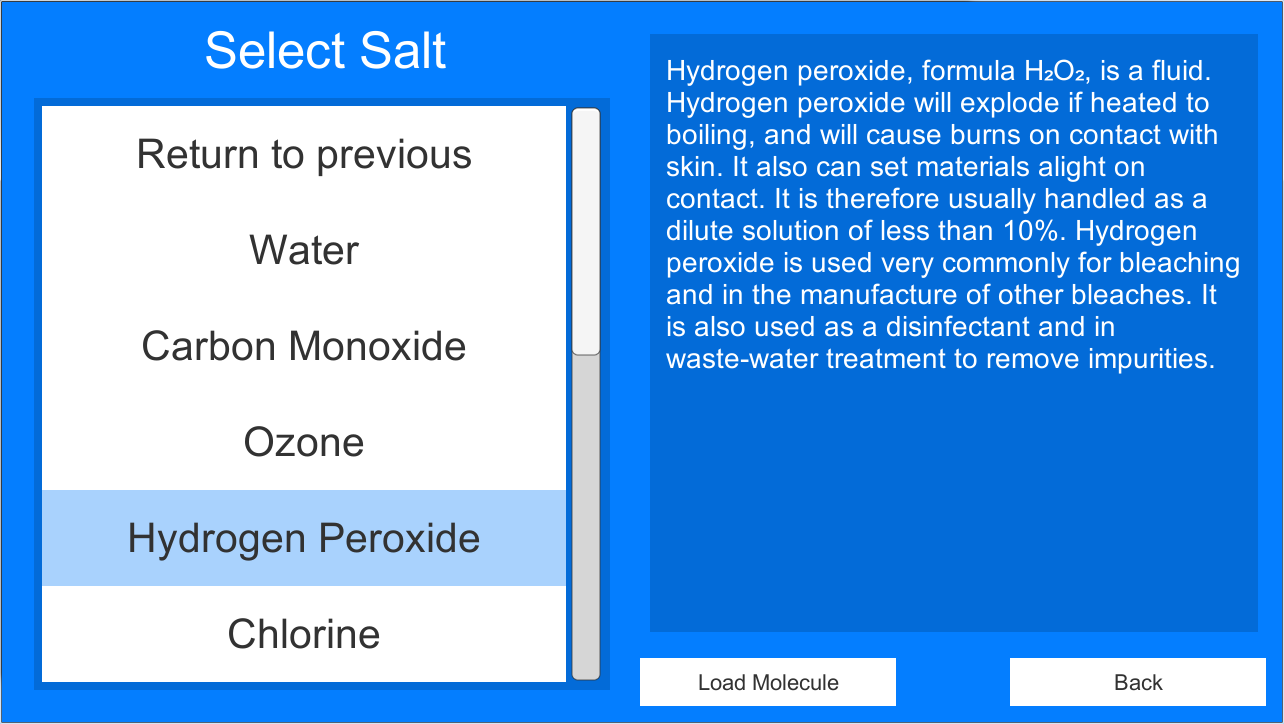 Select Salt
Return to previous
Water
Carbon Monoxide
Ozone
Hydrogen Peroxide
Chlorine
Hydrogen peroxide, formula H₂O₂, is a fluid.
Hydrogen peroxide will explode if heated to
boiling, and will cause burns on contact with
skin. It also can set materials alight on
contact. It is therefore usually handled as a
dilute solution of less than 10%. Hydrogen
peroxide is used very commonly for bleaching
and in the manufacture of other bleaches. It
is also used as a disinfectant and in
waste-water treatment to remove impurities.
Load Molecule
Back